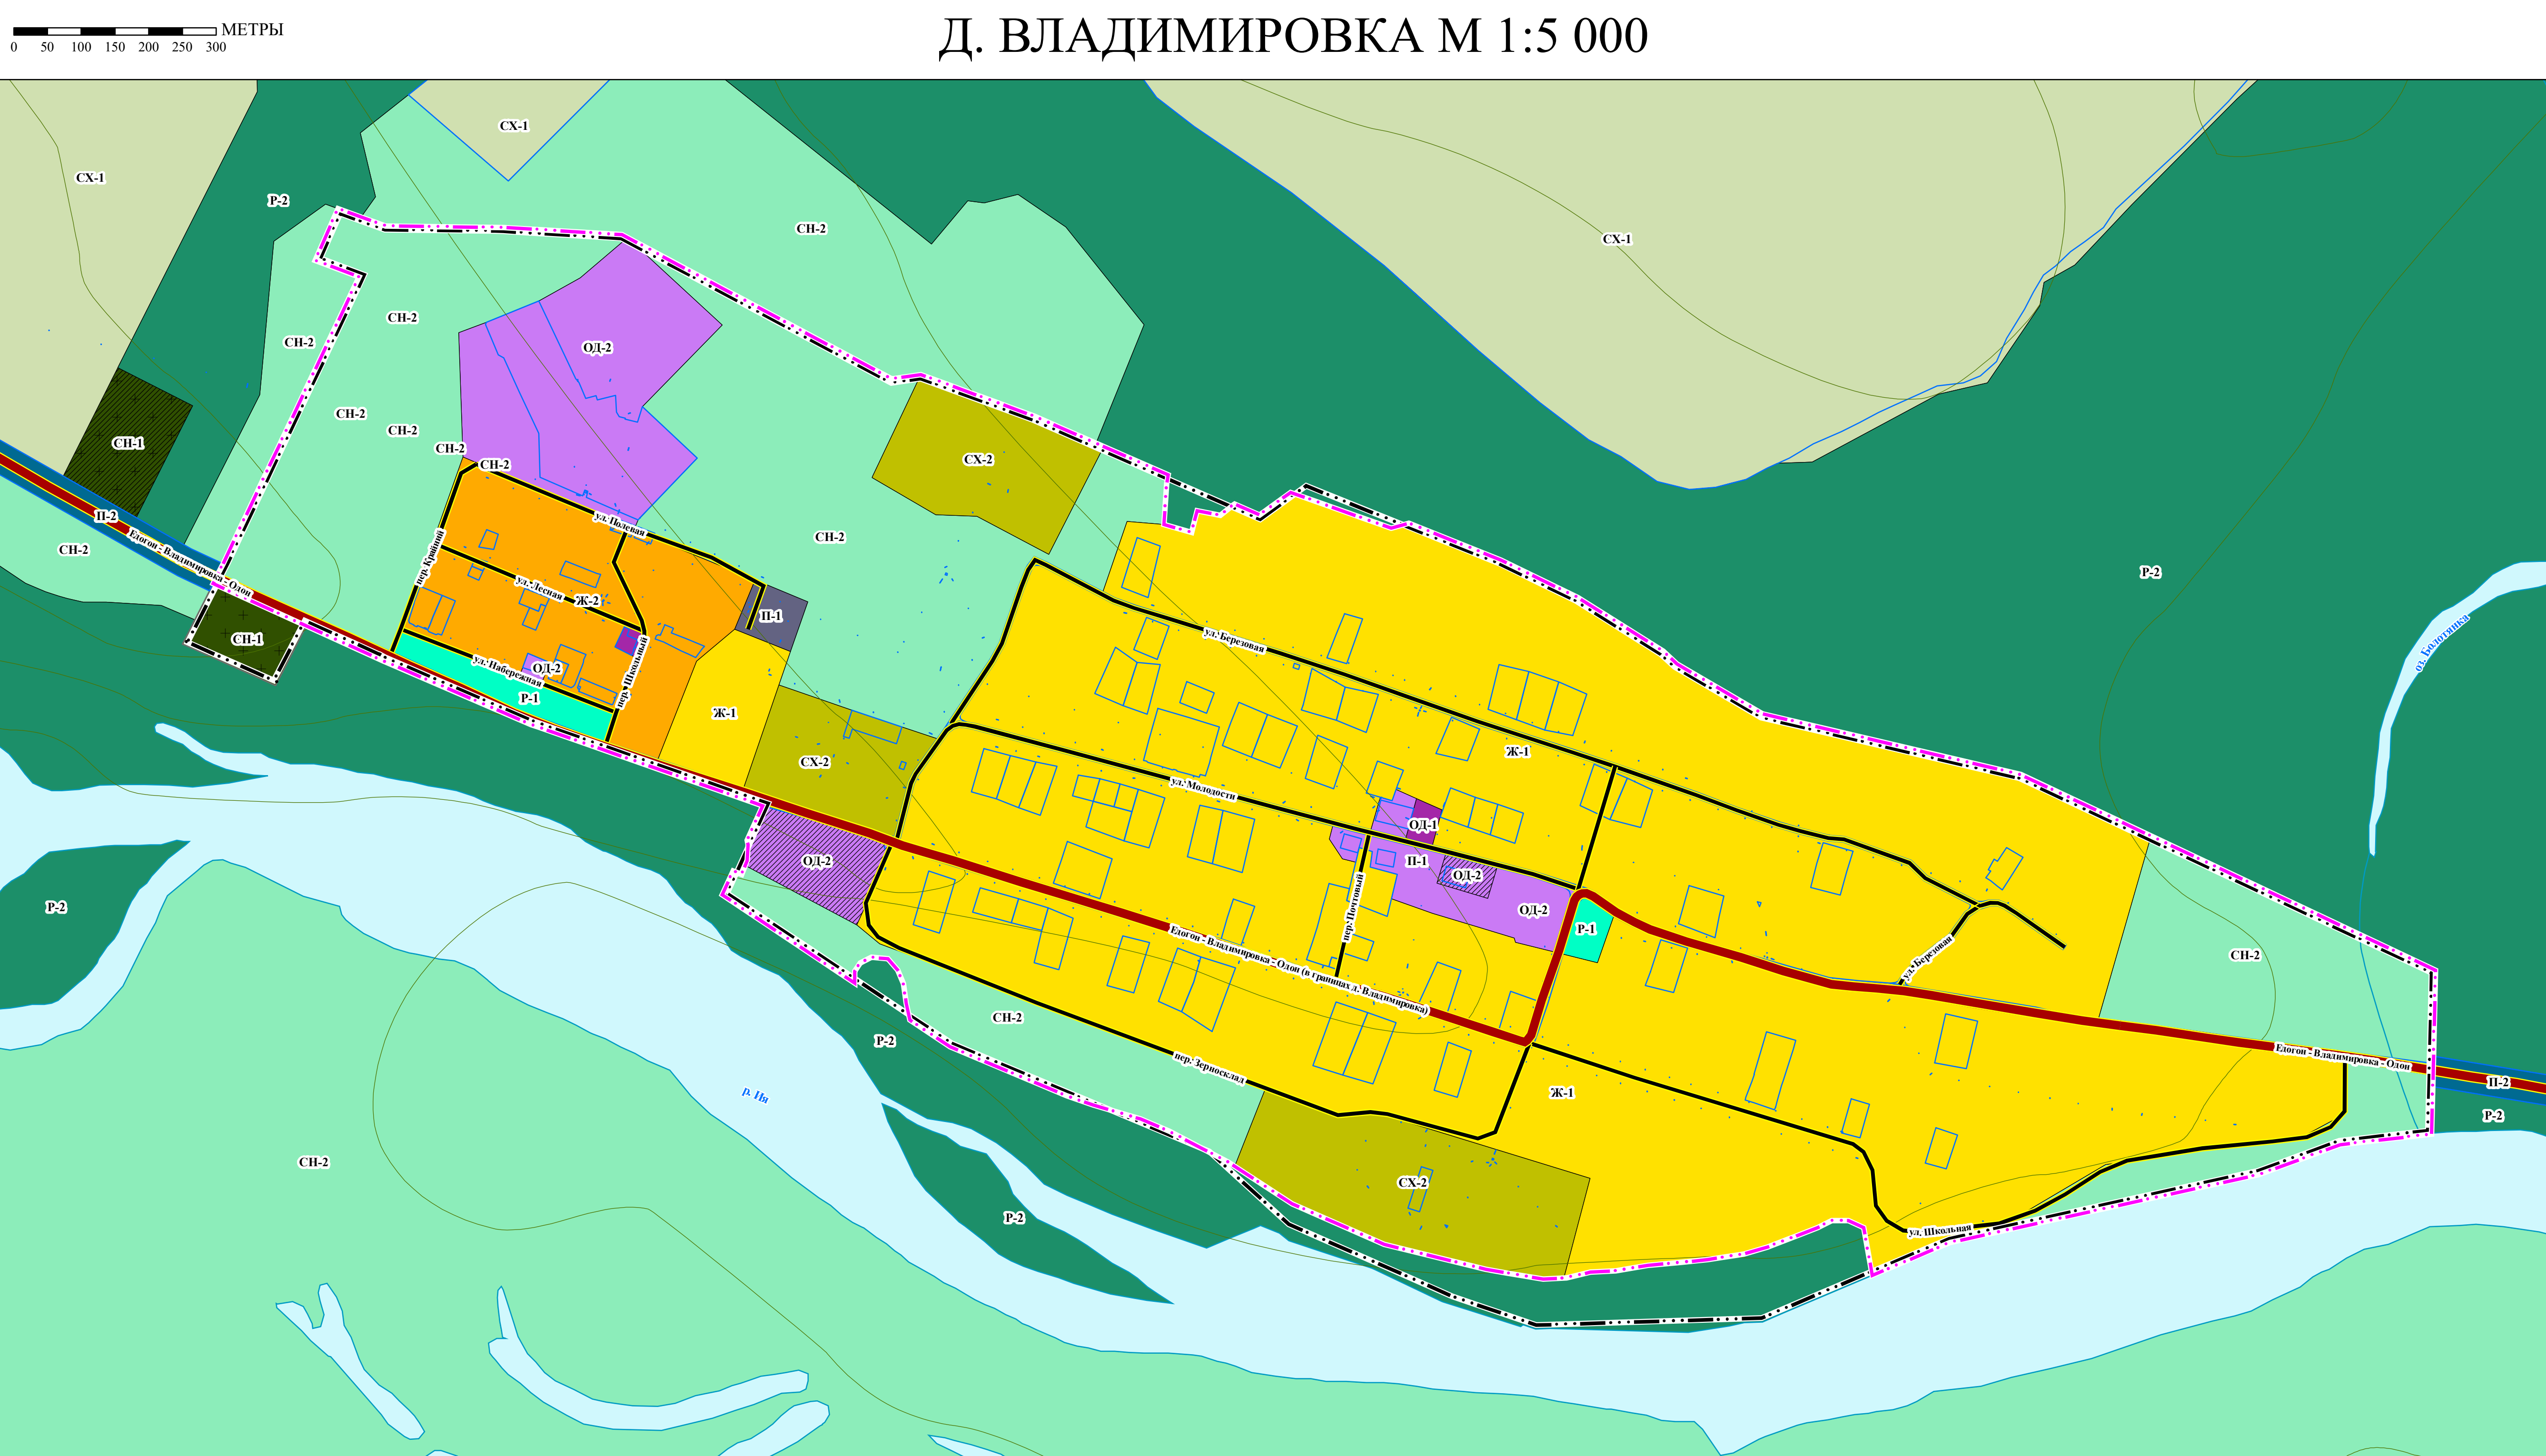 Д. ВЛАДИМИРОВКА М 1:5 000
МЕТРЫ
0 50 100 150 200 250 300
СХ-1
СХ-1
Р-2
СН-2
СХ-1
СН-2
СН-2
ОД-2
СН-2
СН-2
СН-1
СН-2
СН-2
СХ-2
П-2
Едогон - Владимировка - Одон
СН-2
ул. Полевая
СН-2
пер. Крайний
ул. Лесная
Ж-2
П-1
Р-2
СН-1
ул. Березовая
оз. Болотянка
ОД-2
ул. Набережная
пер. Школьный
Р-1
Ж-1
Ж-1
СХ-2
ул. Молодости
ОД-1
П-1
ОД-2
ОД-2
пер. Почтовый
ОД-2
Р-1
Р-2
ул. Березовая
СН-2
Едогон - Владимировка - Одон (в границах д. Владимировка)
СН-2
Р-2
Едогон - Владимировка - Одон
П-2
пер. Зерносклад
р. Ия
Ж-1
Р-2
СН-2
СХ-2
Р-2
ул. Школьная